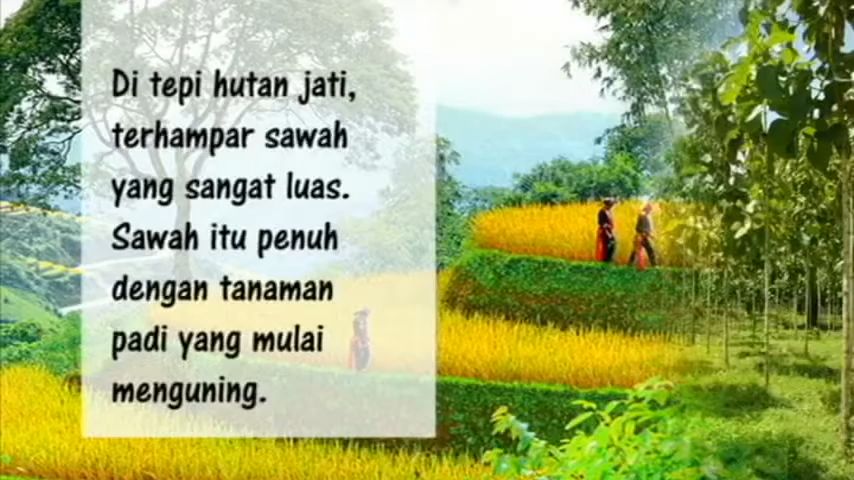 Di tepi hutan jati,
terhampar sawah
yang sangat luas.
Sawah itu penuh
dengan tanaman
padi yang mulai
menguning.